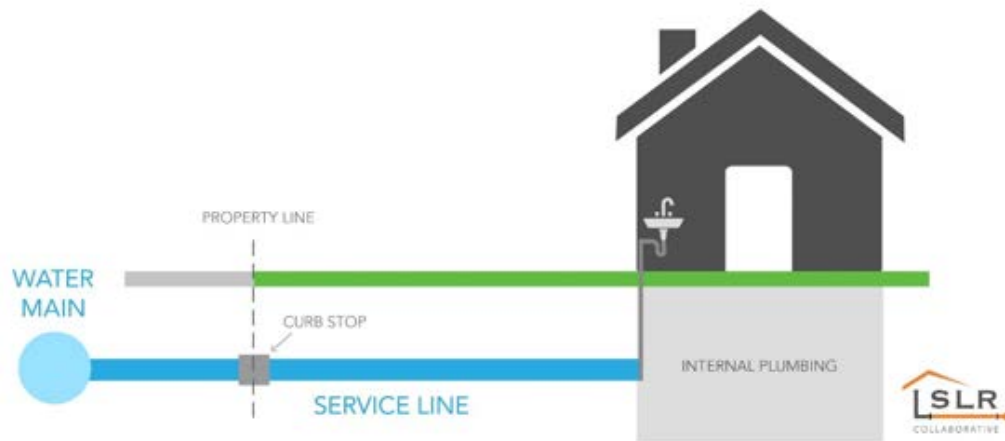 PROPERTY LINE
WATER
MAIN
CURB STOP
SERVICE LINE
INTERNAL PLUMBING
LSLR
COLLABORATIVE